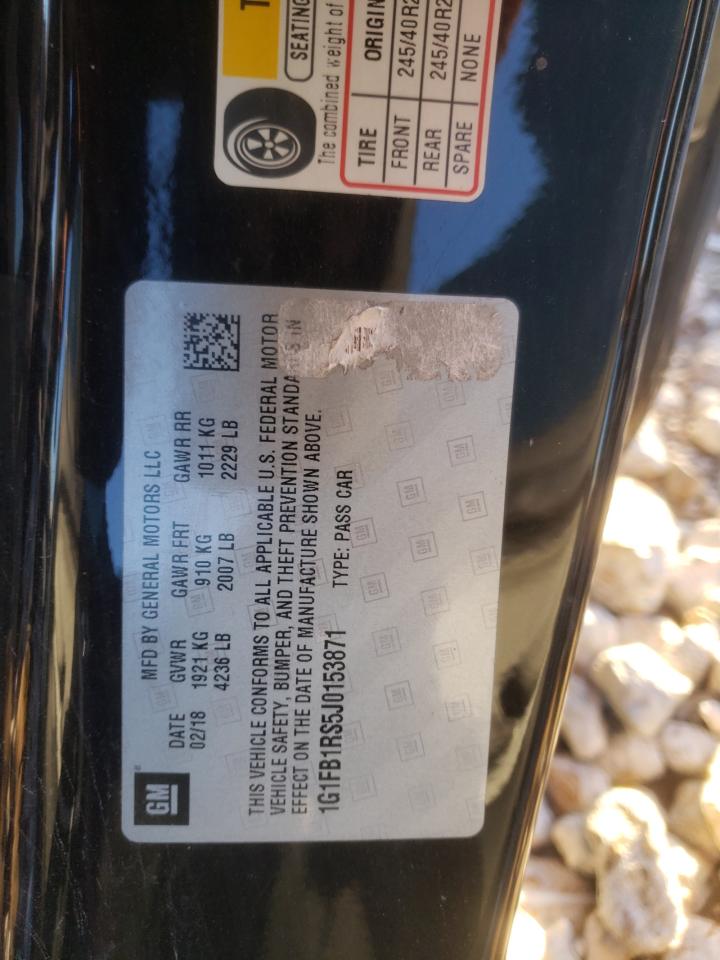 T
SEATING
The combined weight of
TIRE ORIGIN
FRONT 245/40R2
REAR 245/40R2
SPARE NONE
GM
MFD BY GENERAL MOTORS LLC
DATE GVWR GAWR FRT GAWR RR
02/18 1921 KG 910 KG 1011 KG
4236 LB 2007 LB 2229 LB
THIS VEHICLE CONFORMS TO ALL APPLICABLE U.S. FEDERAL MOTOR
VEHICLE SAFETY, BUMPER, AND THEFT PREVENTION STANDA S IN
EFFECT ON THE DATE OF MANUFACTURE SHOWN ABOVE.
1G1FB1RS5J0153871 TYPE: PASS CAR